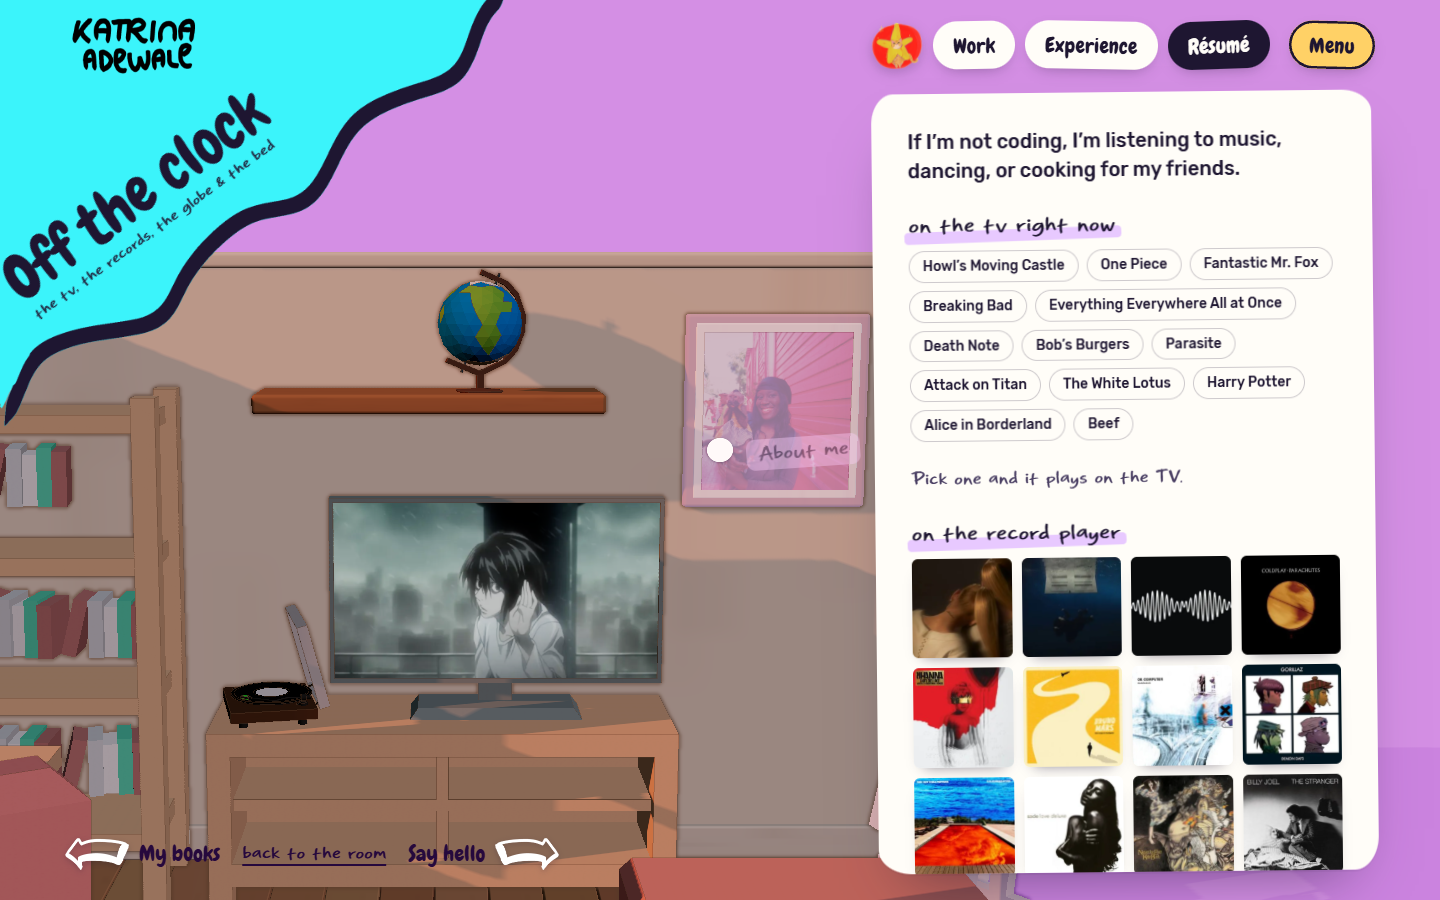 KATRINA
ADEWALE
Work
Experience
Résumé
Menu
Off the clock
the tv, the records, the globe & the bed
If I'm not coding, I'm listening to music,
dancing, or cooking for my friends.
on the tv right now
Howl's Moving Castle
One Piece
Fantastic Mr. Fox
Breaking Bad
Everything Everywhere All at Once
Death Note
Bob's Burgers
Parasite
Attack on Titan
The White Lotus
Harry Potter
Alice in Borderland
Beef
About me
Pick one and it plays on the TV.
on the record player
COLDPLAY PARACHUTES
GORILLAZ
DEMON DAYS
BILLY JOEL THE STRANGER
My books
back to the room
Say hello